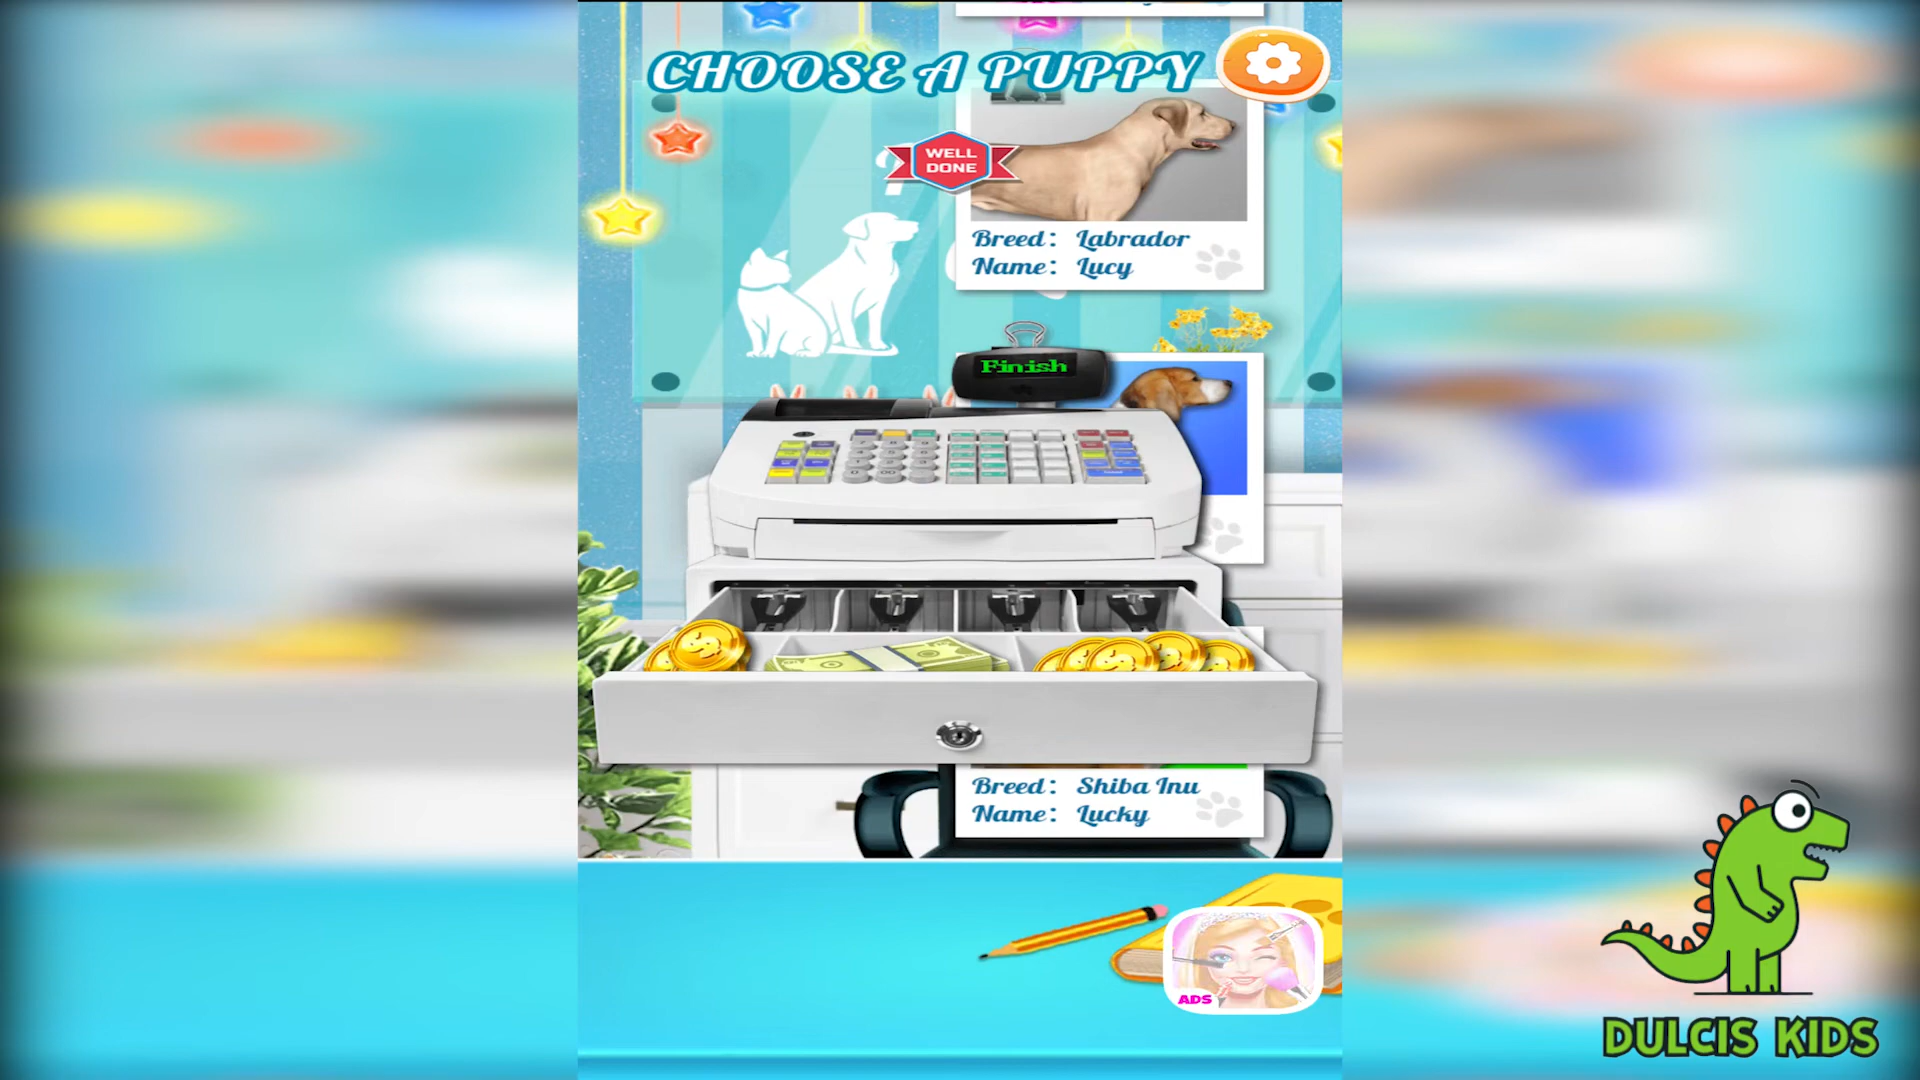 CHOOSE A PUPPY
WELL
DONE
Breed: Labrador
Name: Lucy
Finish
Breed: Shiba Inu
Name: Lucky
ADS
DULCIS KIDS